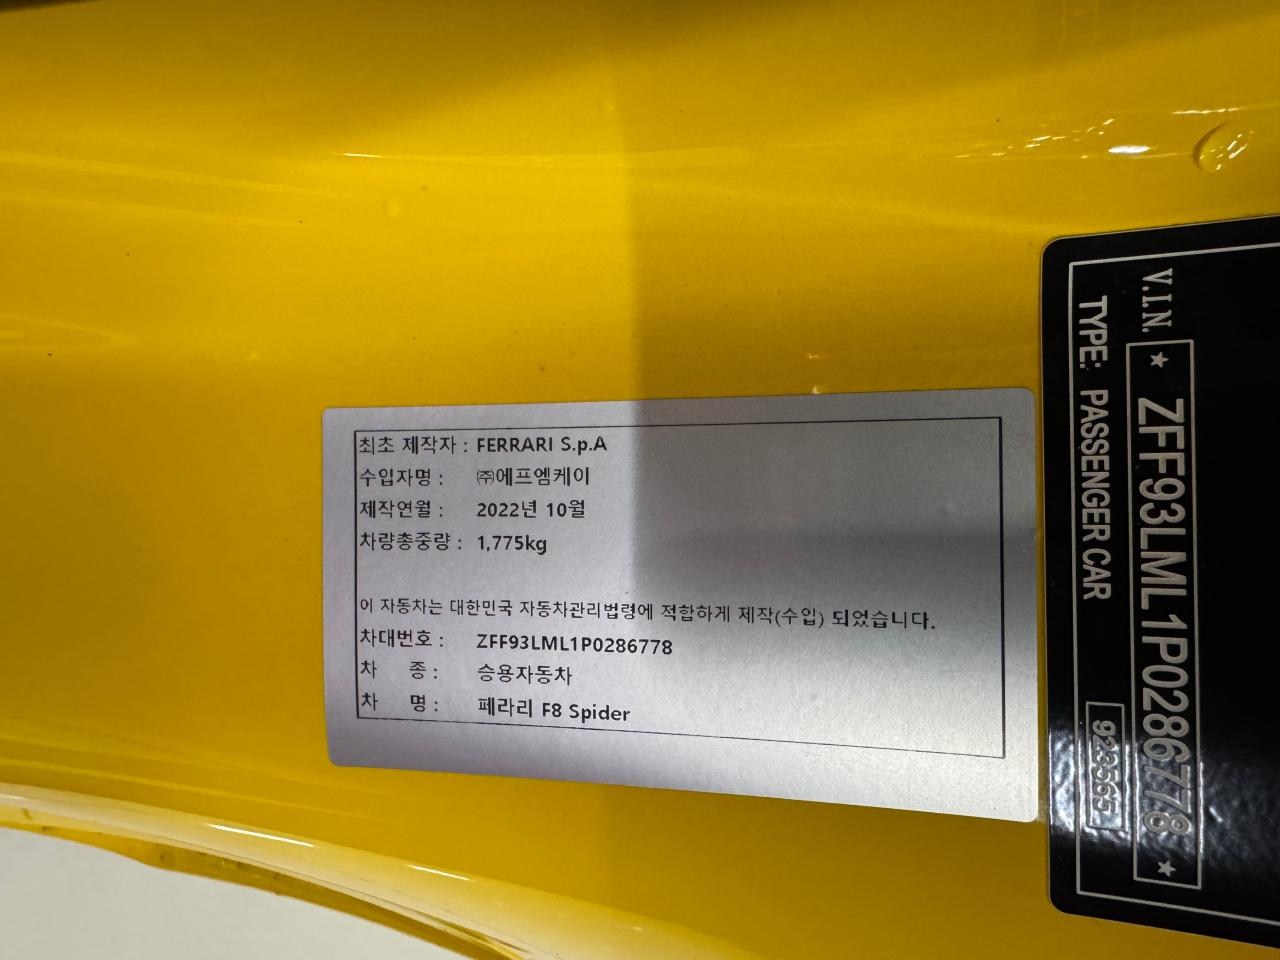 최초 제작자 : FERRARI S.p.A
수입자명 : ㈜에프엠케이
제작연월 : 2022년 10월
차량총중량 : 1,775kg
이 자동차는 대한민국 자동차관리법령에 적합하게 제작(수입) 되었습니다.
차대번호 : ZFF93LML1P0286778
차 종 : 승용자동차
차 명 : 페라리 F8 Spider
V.I.N. ★ ZFF93LML1P0286778 ★
TYPE: PASSENGER CAR 923565